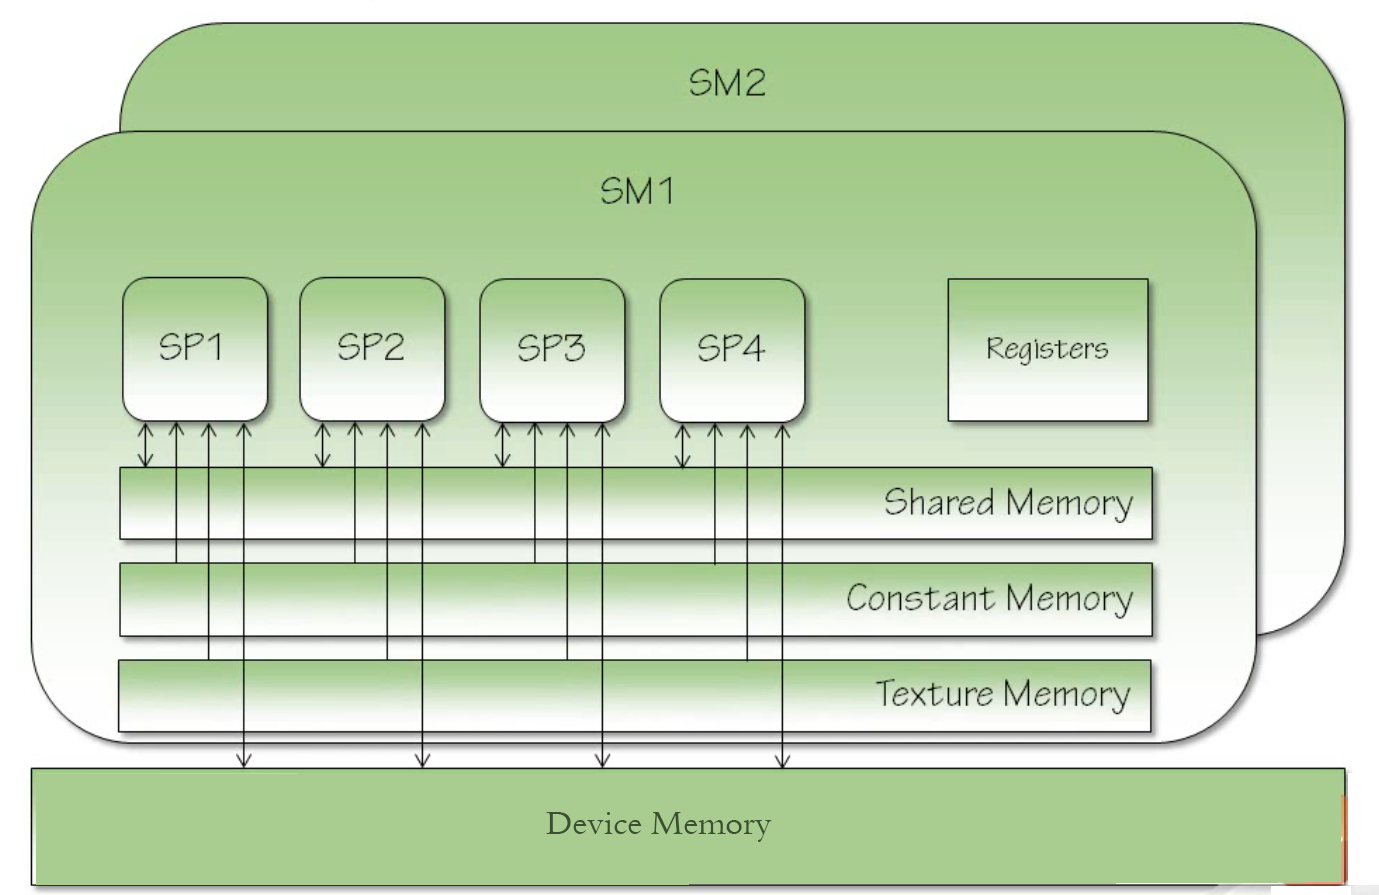 SM2
SM1
SP1
SP2
SP3
SP4
Registers
Shared Memory
Constant Memory
Texture Memory
Device Memory